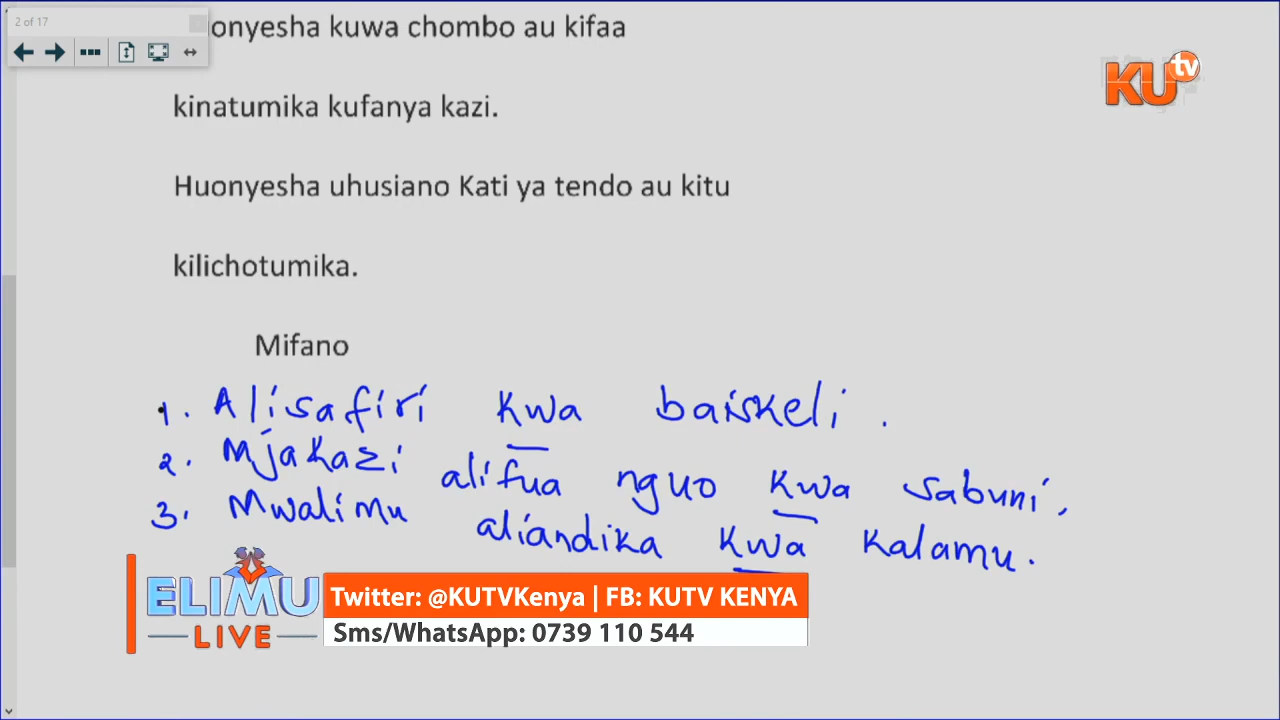 2 of 17
onyesha kuwa chombo au kifaa
KU tv
kinatumika kufanya kazi.
Huonyesha uhusiano Kati ya tendo au kitu
kilichotumika.
Mifano
1. Alisafiri kwa baiskeli.
2. Mjakazi alifua nguo kwa sabuni,
3. Mwalimu aliandika kwa kalamu.
ELIMU
LIVE
Twitter: @KUTVKenya | FB: KUTV KENYA
Sms/WhatsApp: 0739 110 544